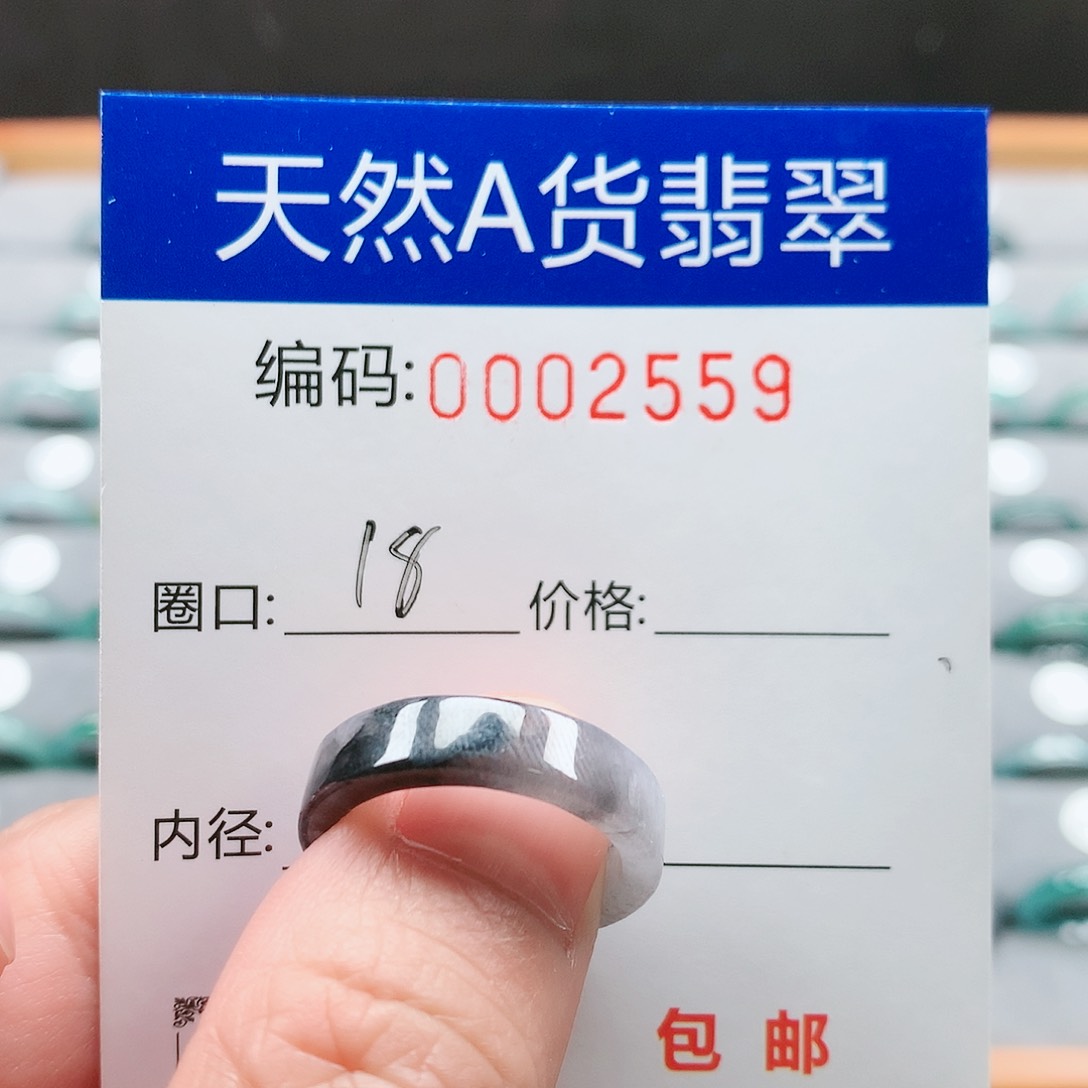 天然A货翡翠
编码:0002559
圈口: 18 价格:
内径:
包邮